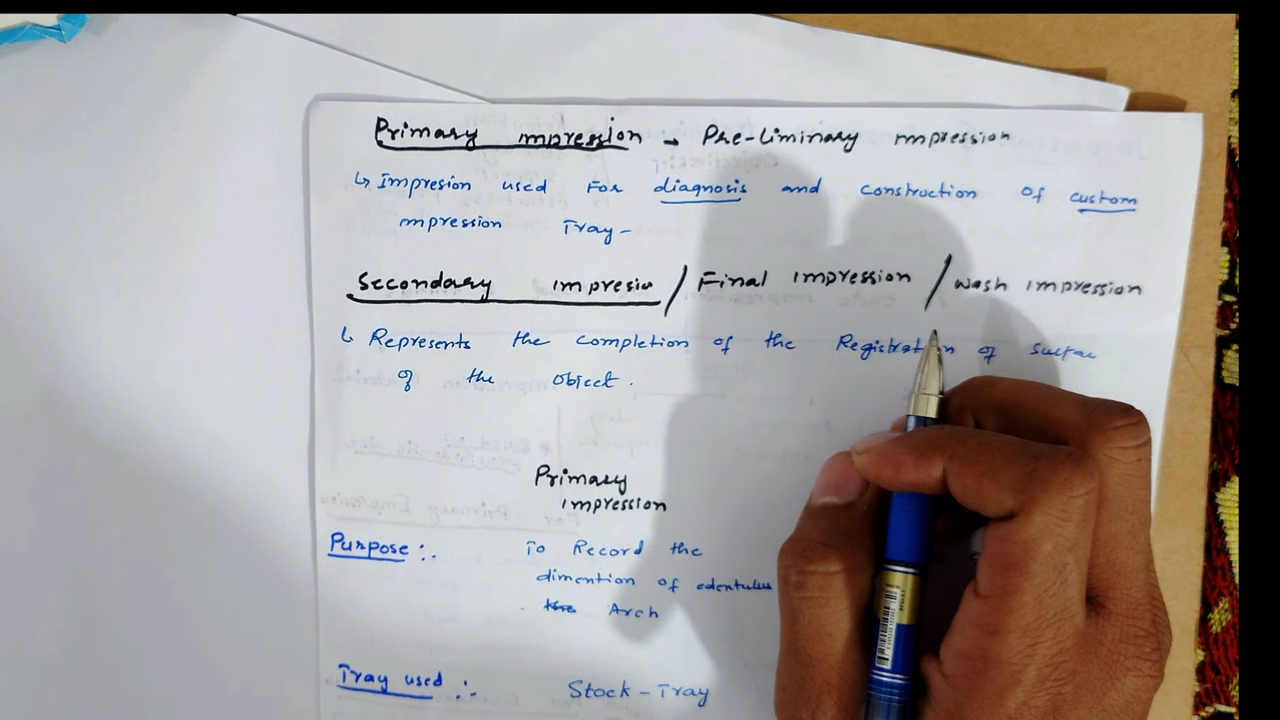 Primary impression → Pre-liminary impression
↳ Impresion used For diagnosis and construction of custom
impression Tray-
Secondary impresio / Final impression / Wash impression
↳ Represents the completion of the Registration of surfac
of the object.
Primary
impression
Purpose:. To Record the
dimention of edentulus
Arch
Tray used :. Stock-Tray